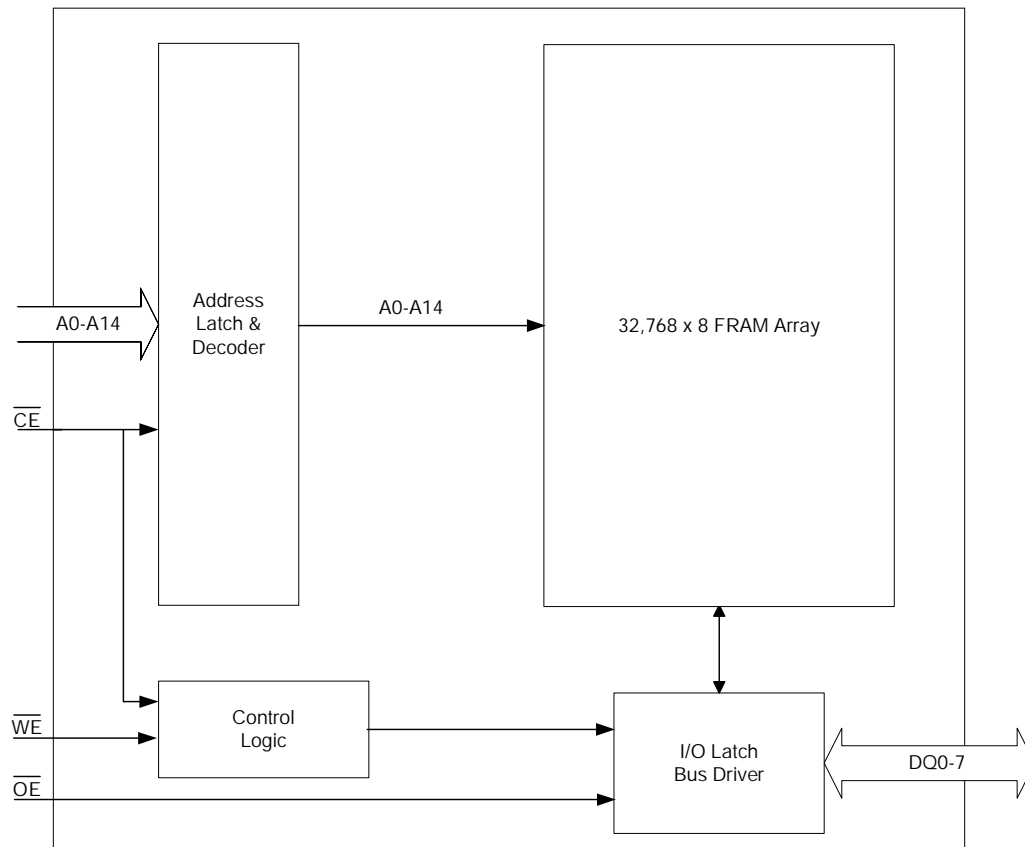 Address
Latch &
Decoder
A0-A14
A0-A14
32,768 x 8 FRAM Array
CE
WE
Control
Logic
OE
I/O Latch
Bus Driver
DQ0-7